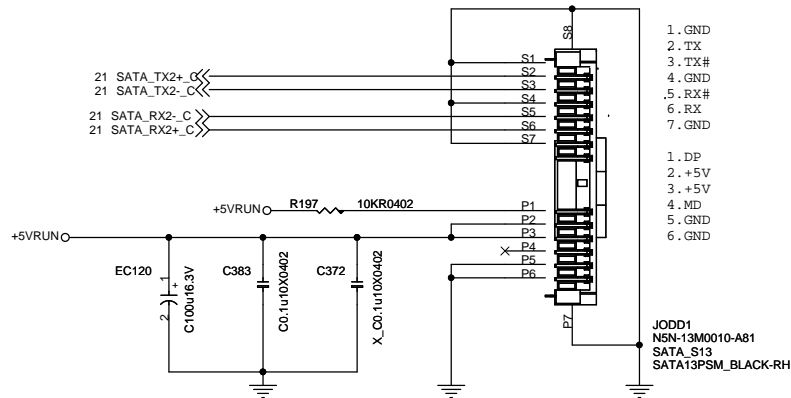 S8
1.GND
2.TX
3.TX#
4.GND
5.RX#
6.RX
7.GND
1.DP
2.+5V
3.+5V
4.MD
5.GND
6.GND
S1
S2
S3
S4
S5
S6
S7
21 SATA_TX2+_C
21 SATA_TX2-_C
21 SATA_RX2-_C
21 SATA_RX2+_C
+5VRUN
R197
10KR0402
P1
P2
P3
P4
P5
P6
+5VRUN
EC120
1
+
2
C100u16.3V
C383
C0.1u10X0402
C372
X_C0.1u10X0402
P7
JODD1
N5N-13M0010-A81
SATA_S13
SATA13PSM_BLACK-RH